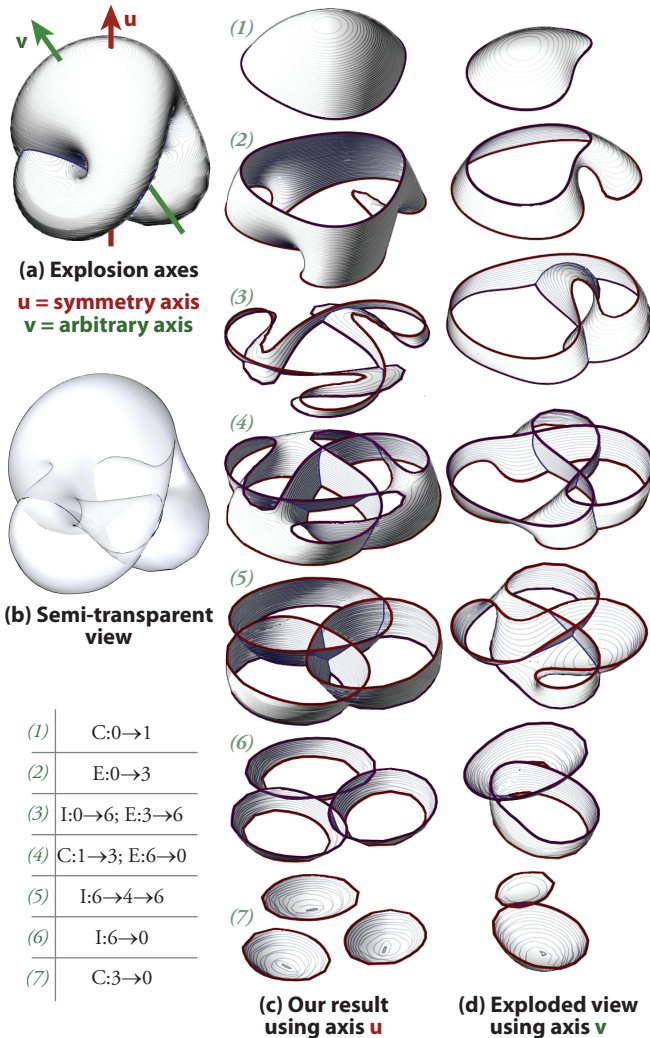 u
v
(a) Explosion axes
u = symmetry axis
v = arbitrary axis
(b) Semi-transparent
view
(1) C:0→1
(2) E:0→3
(3) I:0→6; E:3→6
(4) C:1→3; E:6→0
(5) I:6→4→6
(6) I:6→0
(7) C:3→0
(1)
(2)
(3)
(4)
(5)
(6)
(7)
(c) Our result
using axis u
(d) Exploded view
using axis v